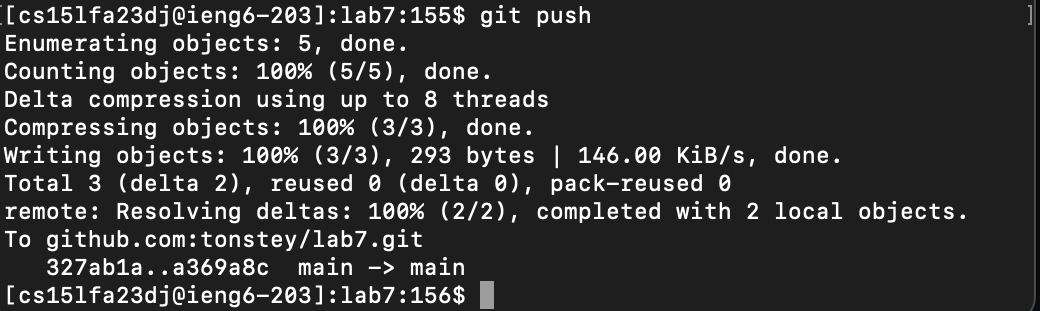 [[cs15lfa23dj@ieng6-203]:lab7:155$ git push ]
Enumerating objects: 5, done.
Counting objects: 100% (5/5), done.
Delta compression using up to 8 threads
Compressing objects: 100% (3/3), done.
Writing objects: 100% (3/3), 293 bytes | 146.00 KiB/s, done.
Total 3 (delta 2), reused 0 (delta 0), pack-reused 0
remote: Resolving deltas: 100% (2/2), completed with 2 local objects.
To github.com:tonstey/lab7.git
   327ab1a..a369a8c  main -> main
[cs15lfa23dj@ieng6-203]:lab7:156$